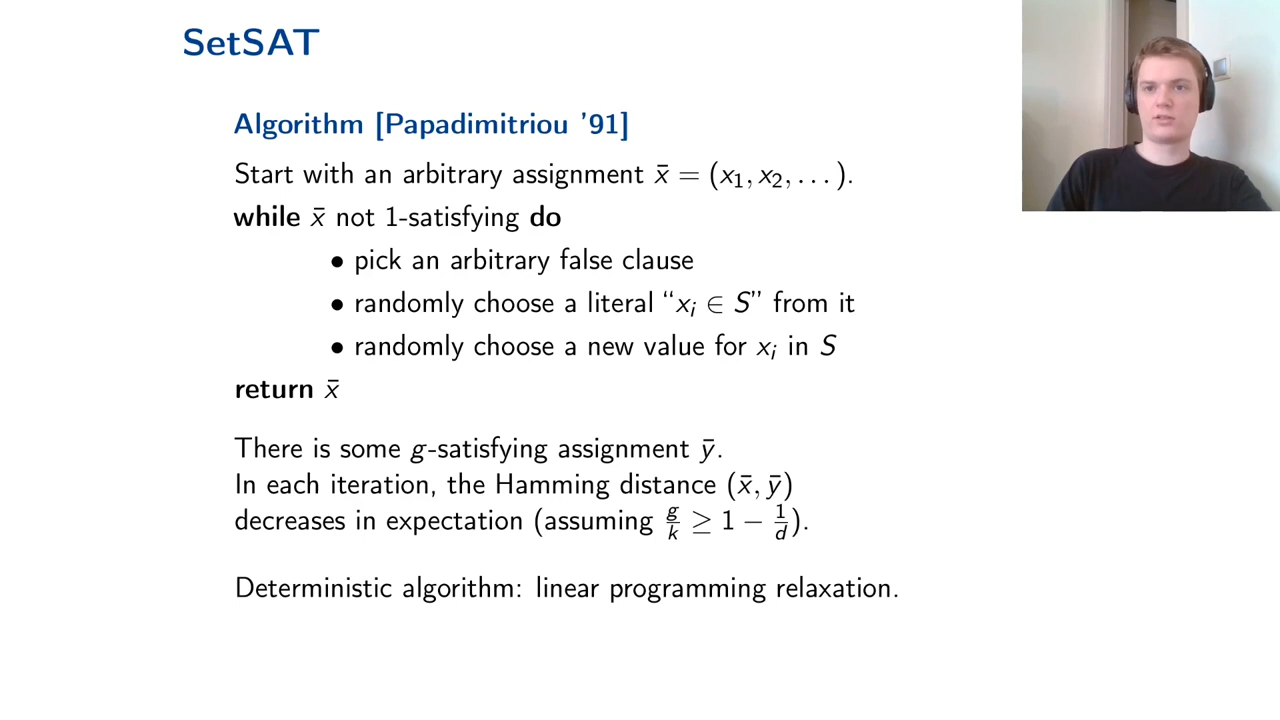 SetSAT
Algorithm [Papadimitriou ’91]
Start with an arbitrary assignment x̄ = (x₁, x₂, . . . ).
while x̄ not 1-satisfying do
• pick an arbitrary false clause
• randomly choose a literal “xᵢ ∈ S” from it
• randomly choose a new value for xᵢ in S
return x̄
There is some g-satisfying assignment ȳ.
In each iteration, the Hamming distance (x̄, ȳ)
decreases in expectation (assuming g/k ≥ 1 − 1/d).
Deterministic algorithm: linear programming relaxation.